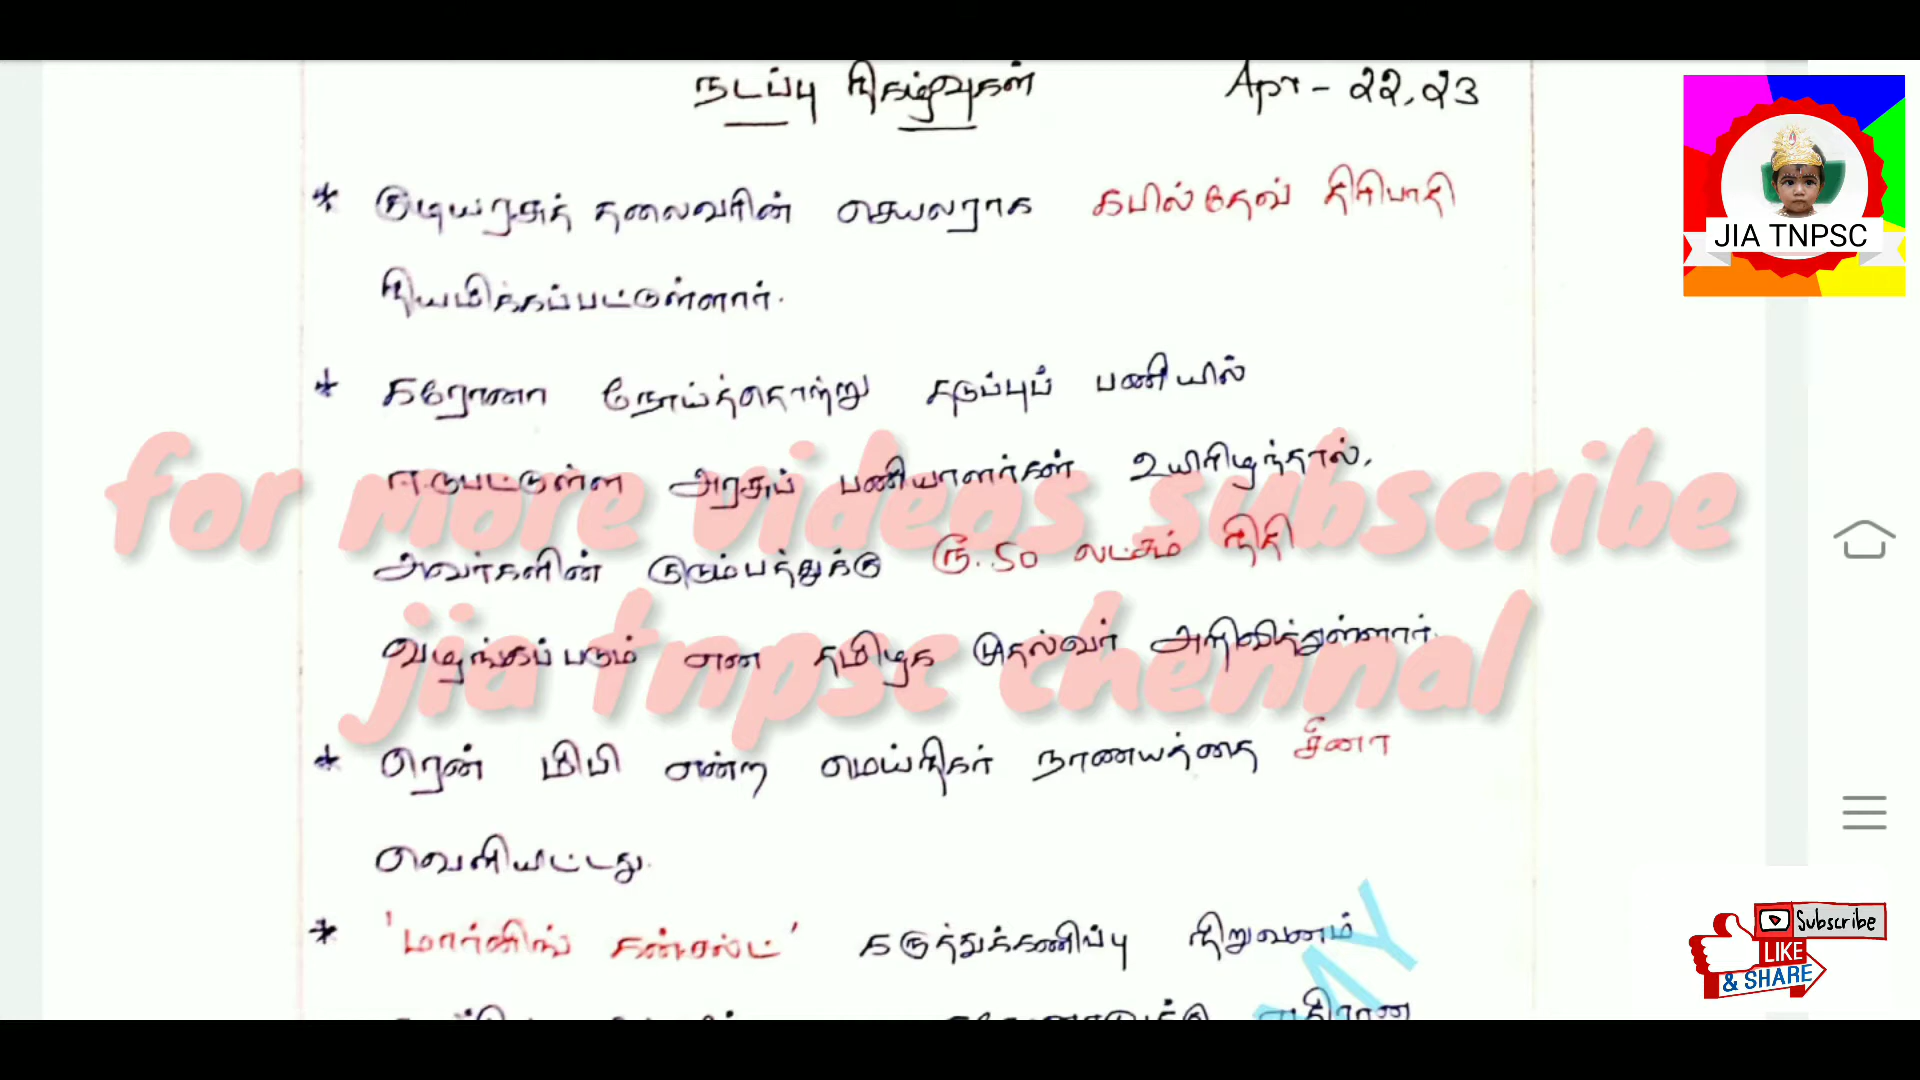 நடப்பு நிகழ்வுகள் Apr - 22,23
* குடியரசுத் தலைவரின் செயலராக கபில்தேவ் திரிபாதி
நியமிக்கப்பட்டுள்ளார்.
* கரோனா நோய்த்தொற்று தடுப்புப் பணியில்
ஈடுபட்டுள்ள அரசுப் பணியாளர்கள் உயிரிழந்தால்,
அவர்களின் குடும்பத்துக்கு ரூ.50 லட்சம் நிதி
வழங்கப்படும் என தமிழக முதல்வர் அறிவித்துள்ளார்.
* ரென் மிபி என்ற மெய்நிகர் நாணயத்தை சீனா
வெளியிட்டது.
* 'மார்னிங் கன்சல்ட்' கருத்துக்கணிப்பு நிறுவனம்
எதிரான
for more videos subscribe
jia tnpsc chennal
JIA TNPSC
Subscribe
LIKE
& SHARE